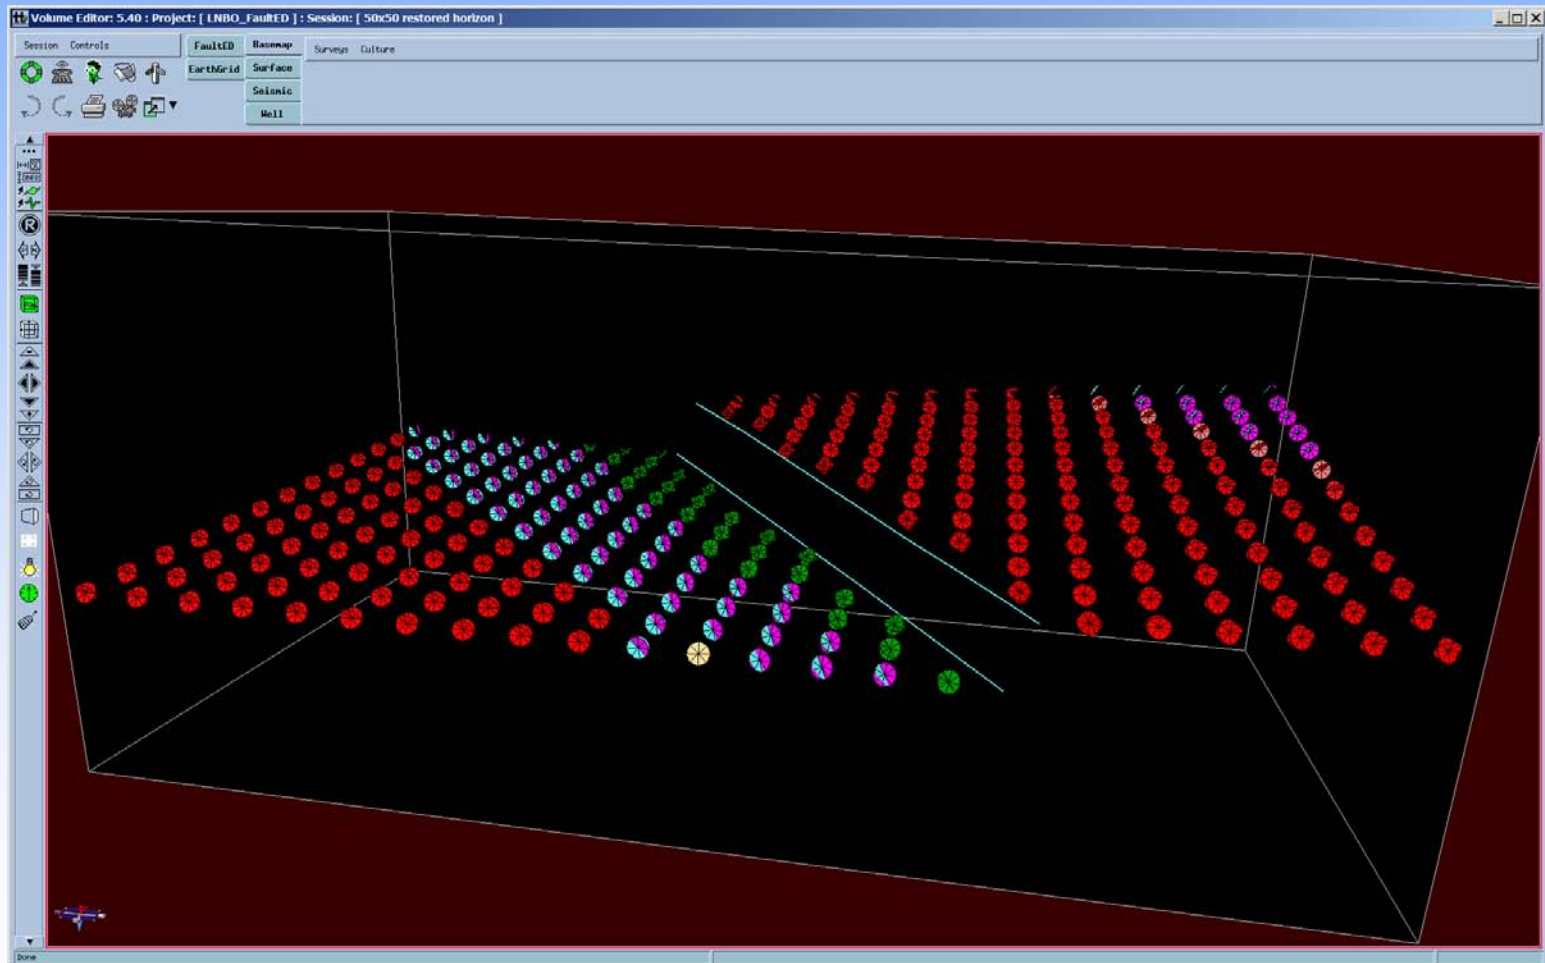 Volume Editor: 5.40 : Project: [ LNBO_FaultED ] : Session: [ 50x50 restored horizon ]
Session Controls
FaultED
Basemap
Surveys Culture
EarthGrid
Surface
Seismic
Well
R
Done